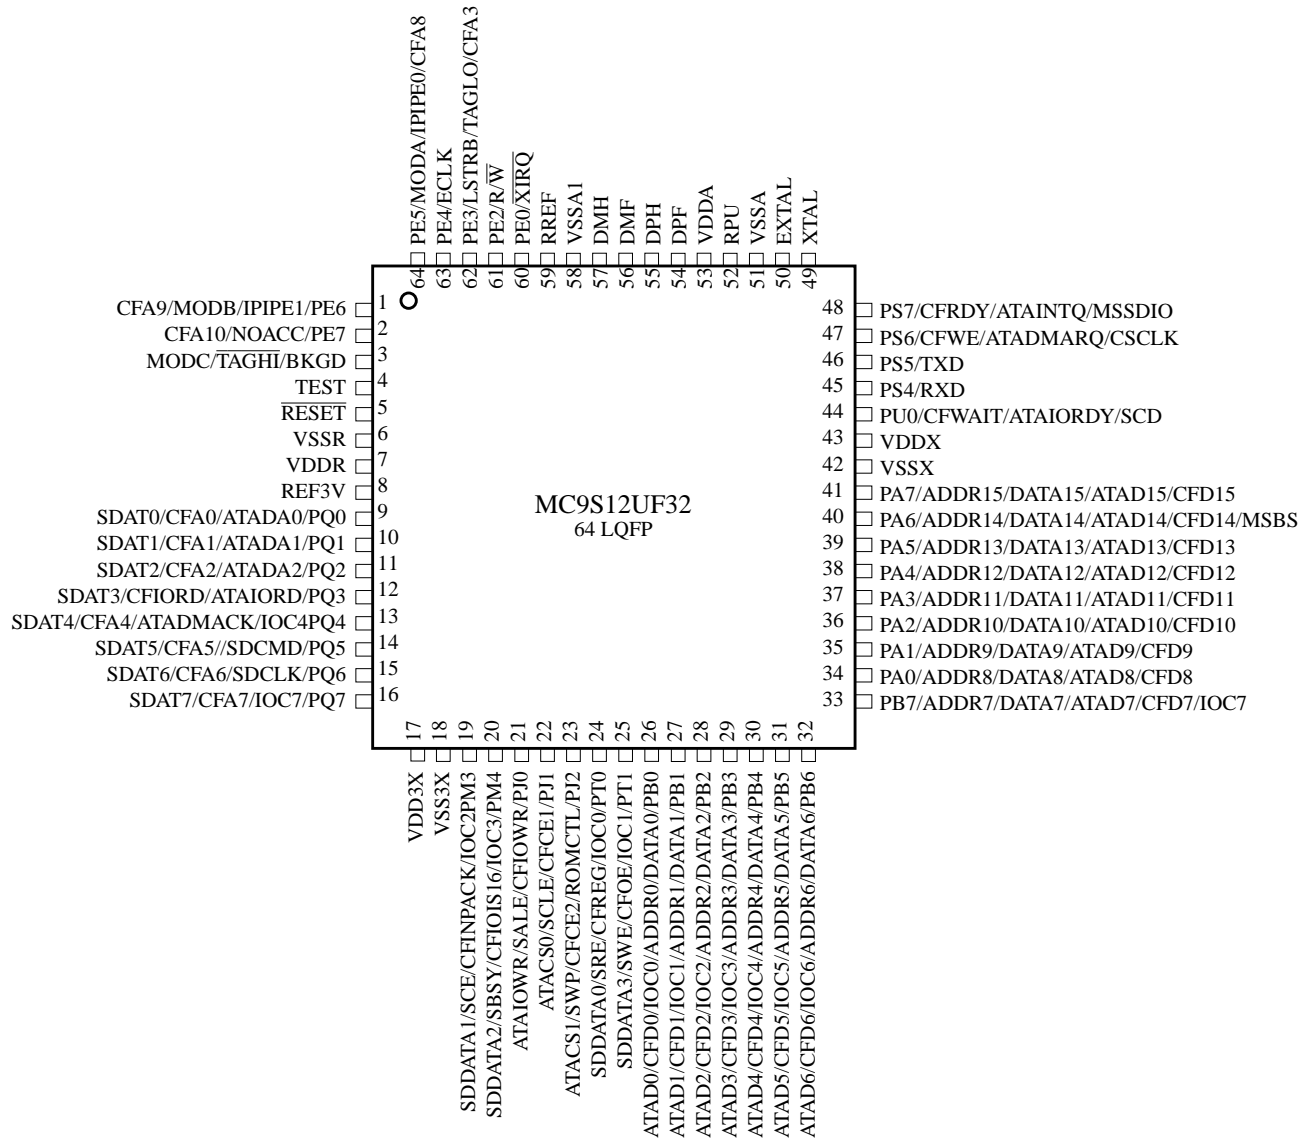 PE5/MODA/IPIPE0/CFA8
PE4/ECLK
PE3/LSTRB/TAGLO/CFA3
PE2/R/W
PE0/XIRQ
RREF
VSSA1
DMH
DMF
DPH
DPF
VDDA
RPU
VSSA
EXTAL
XTAL
64
63
62
61
60
59
58
57
56
55
54
53
52
51
50
49
CFA9/MODB/IPIPE1/PE6 1
CFA10/NOACC/PE7 2
MODC/TAGHI/BKGD 3
TEST 4
RESET 5
VSSR 6
VDDR 7
REF3V 8
SDAT0/CFA0/ATADA0/PQ0 9
SDAT1/CFA1/ATADA1/PQ1 10
SDAT2/CFA2/ATADA2/PQ2 11
SDAT3/CFIORD/ATAIORD/PQ3 12
SDAT4/CFA4/ATADMACK/IOC4PQ4 13
SDAT5/CFA5//SDCMD/PQ5 14
SDAT6/CFA6/SDCLK/PQ6 15
SDAT7/CFA7/IOC7/PQ7 16
MC9S12UF32
64 LQFP
48 PS7/CFRDY/ATAINTQ/MSSDIO
47 PS6/CFWE/ATADMARQ/CSCLK
46 PS5/TXD
45 PS4/RXD
44 PU0/CFWAIT/ATAIORDY/SCD
43 VDDX
42 VSSX
41 PA7/ADDR15/DATA15/ATAD15/CFD15
40 PA6/ADDR14/DATA14/ATAD14/CFD14/MSBS
39 PA5/ADDR13/DATA13/ATAD13/CFD13
38 PA4/ADDR12/DATA12/ATAD12/CFD12
37 PA3/ADDR11/DATA11/ATAD11/CFD11
36 PA2/ADDR10/DATA10/ATAD10/CFD10
35 PA1/ADDR9/DATA9/ATAD9/CFD9
34 PA0/ADDR8/DATA8/ATAD8/CFD8
33 PB7/ADDR7/DATA7/ATAD7/CFD7/IOC7
17
18
19
20
21
22
23
24
25
26
27
28
29
30
31
32
VDD3X
VSS3X
SDDATA1/SCE/CFINPACK/IOC2PM3
SDDATA2/SBSY/CFIOIS16/IOC3/PM4
ATAIOWR/SALE/CFIOWR/PJ0
ATACS0/SCLE/CFCE1/PJ1
ATACS1/SWP/CFCE2/ROMCTL/PJ2
SDDATA0/SRE/CFREG/IOC0/PT0
SDDATA3/SWE/CFOE/IOC1/PT1
ATAD0/CFD0/IOC0/ADDR0/DATA0/PB0
ATAD1/CFD1/IOC1/ADDR1/DATA1/PB1
ATAD2/CFD2/IOC2/ADDR2/DATA2/PB2
ATAD3/CFD3/IOC3/ADDR3/DATA3/PB3
ATAD4/CFD4/IOC4/ADDR4/DATA4/PB4
ATAD5/CFD5/IOC5/ADDR5/DATA5/PB5
ATAD6/CFD6/IOC6/ADDR6/DATA6/PB6